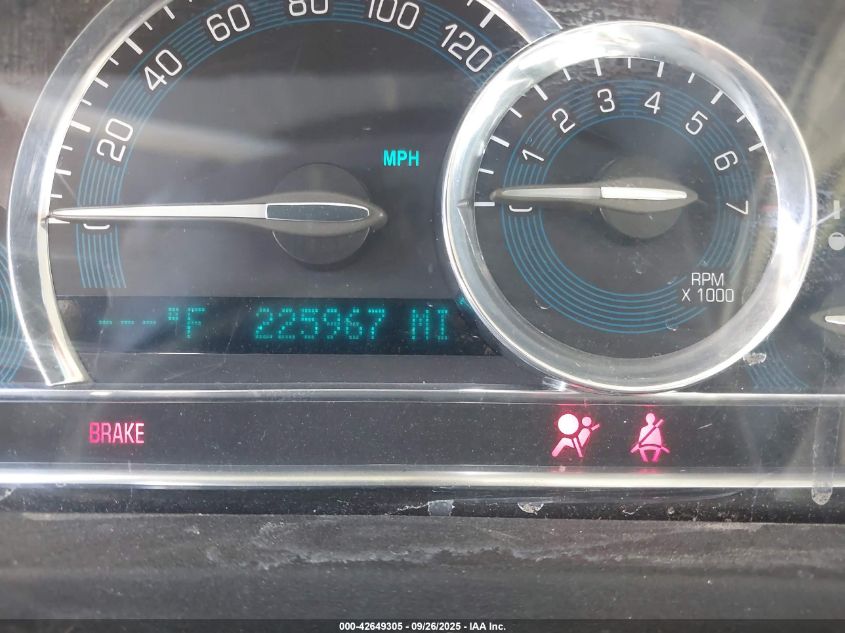 20 40 60 80 100 120
MPH
0
0 1 2 3 4 5 6 7
RPM
X 1000
---°F 225967 MI
BRAKE
000-42649305 - 09/26/2025 - IAA Inc.